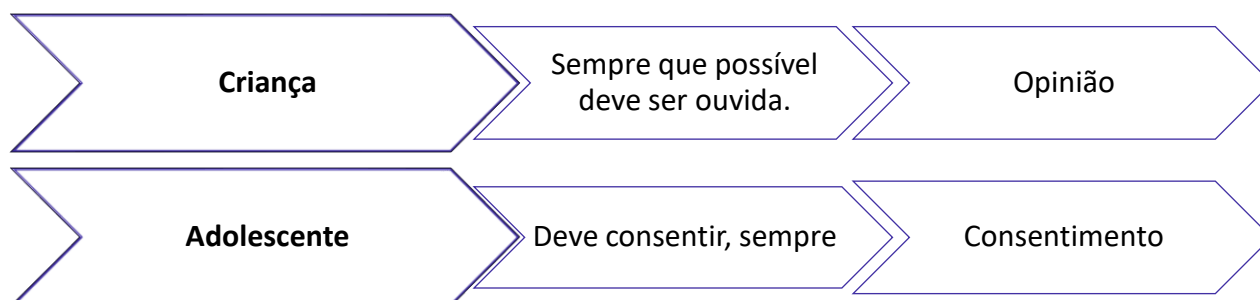 Criança
Sempre que possível
deve ser ouvida.
Opinião
Adolescente
Deve consentir, sempre
Consentimento